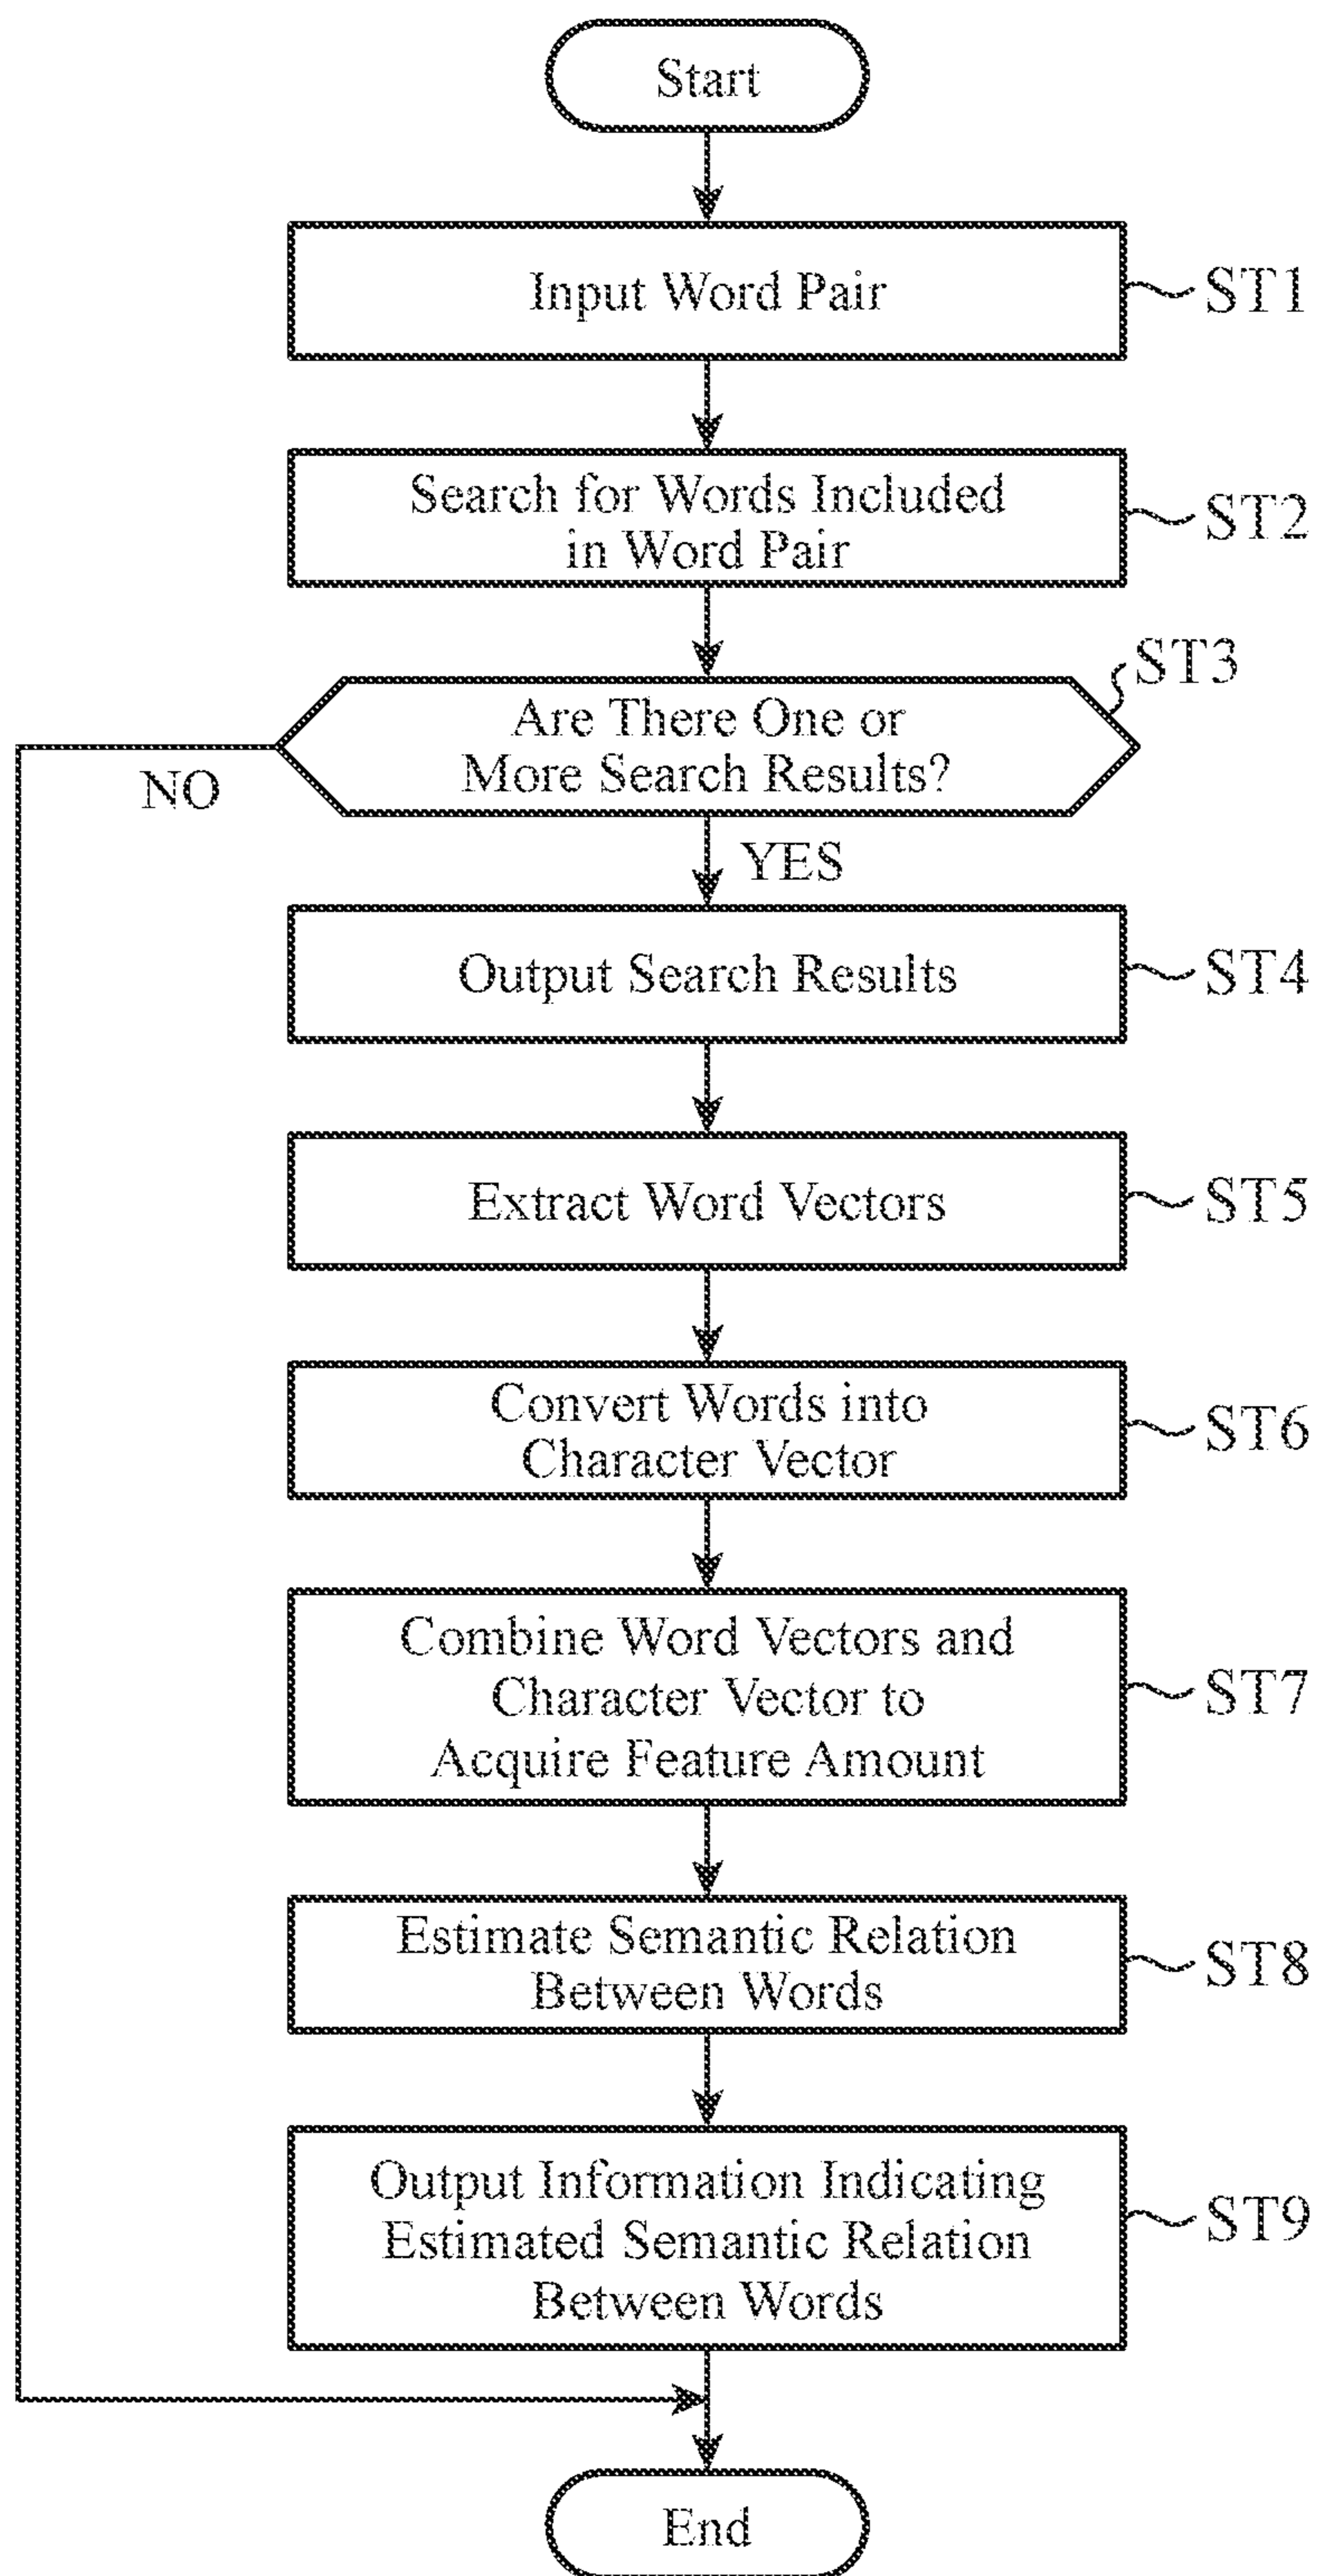 Start
Input Word Pair
ST1
Search for Words Included
in Word Pair
ST2
ST3
Are There One or
More Search Results?
NO
YES
Output Search Results
ST4
Extract Word Vectors
ST5
Convert Words into
Character Vector
ST6
Combine Word Vectors and
Character Vector to
Acquire Feature Amount
ST7
Estimate Semantic Relation
Between Words
ST8
Output Information Indicating
Estimated Semantic Relation
Between Words
ST9
End